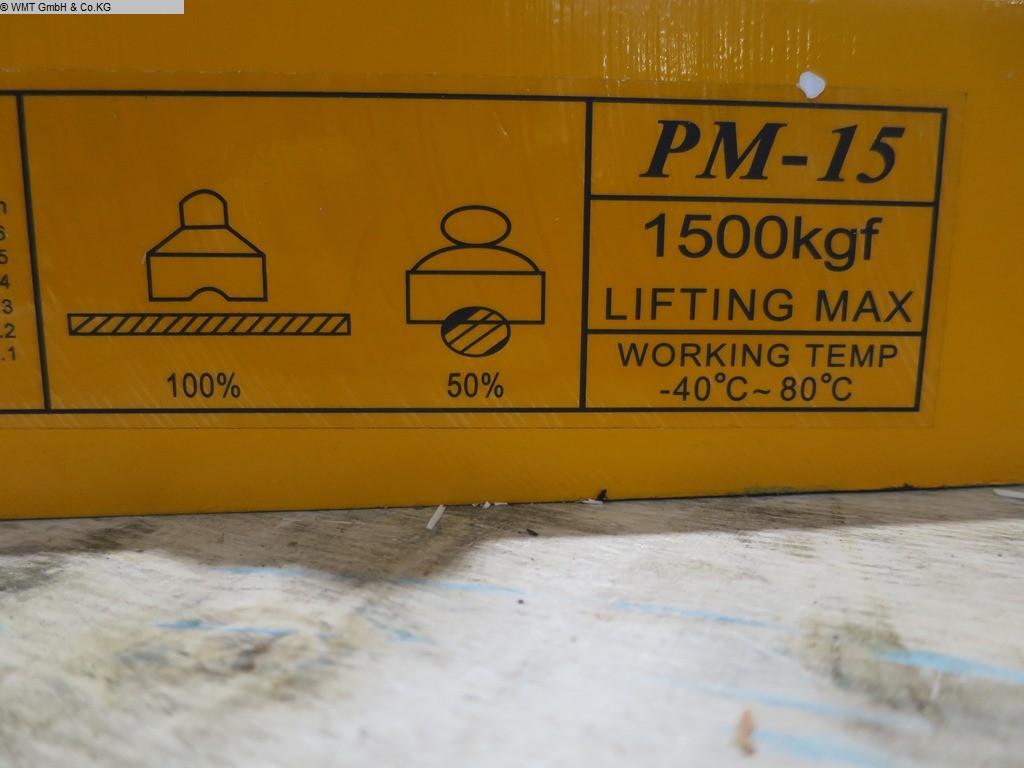 © WMT GmbH & Co.KG
PM-15
1500kgf
LIFTING MAX
WORKING TEMP
-40°C~80°C
100%
50%